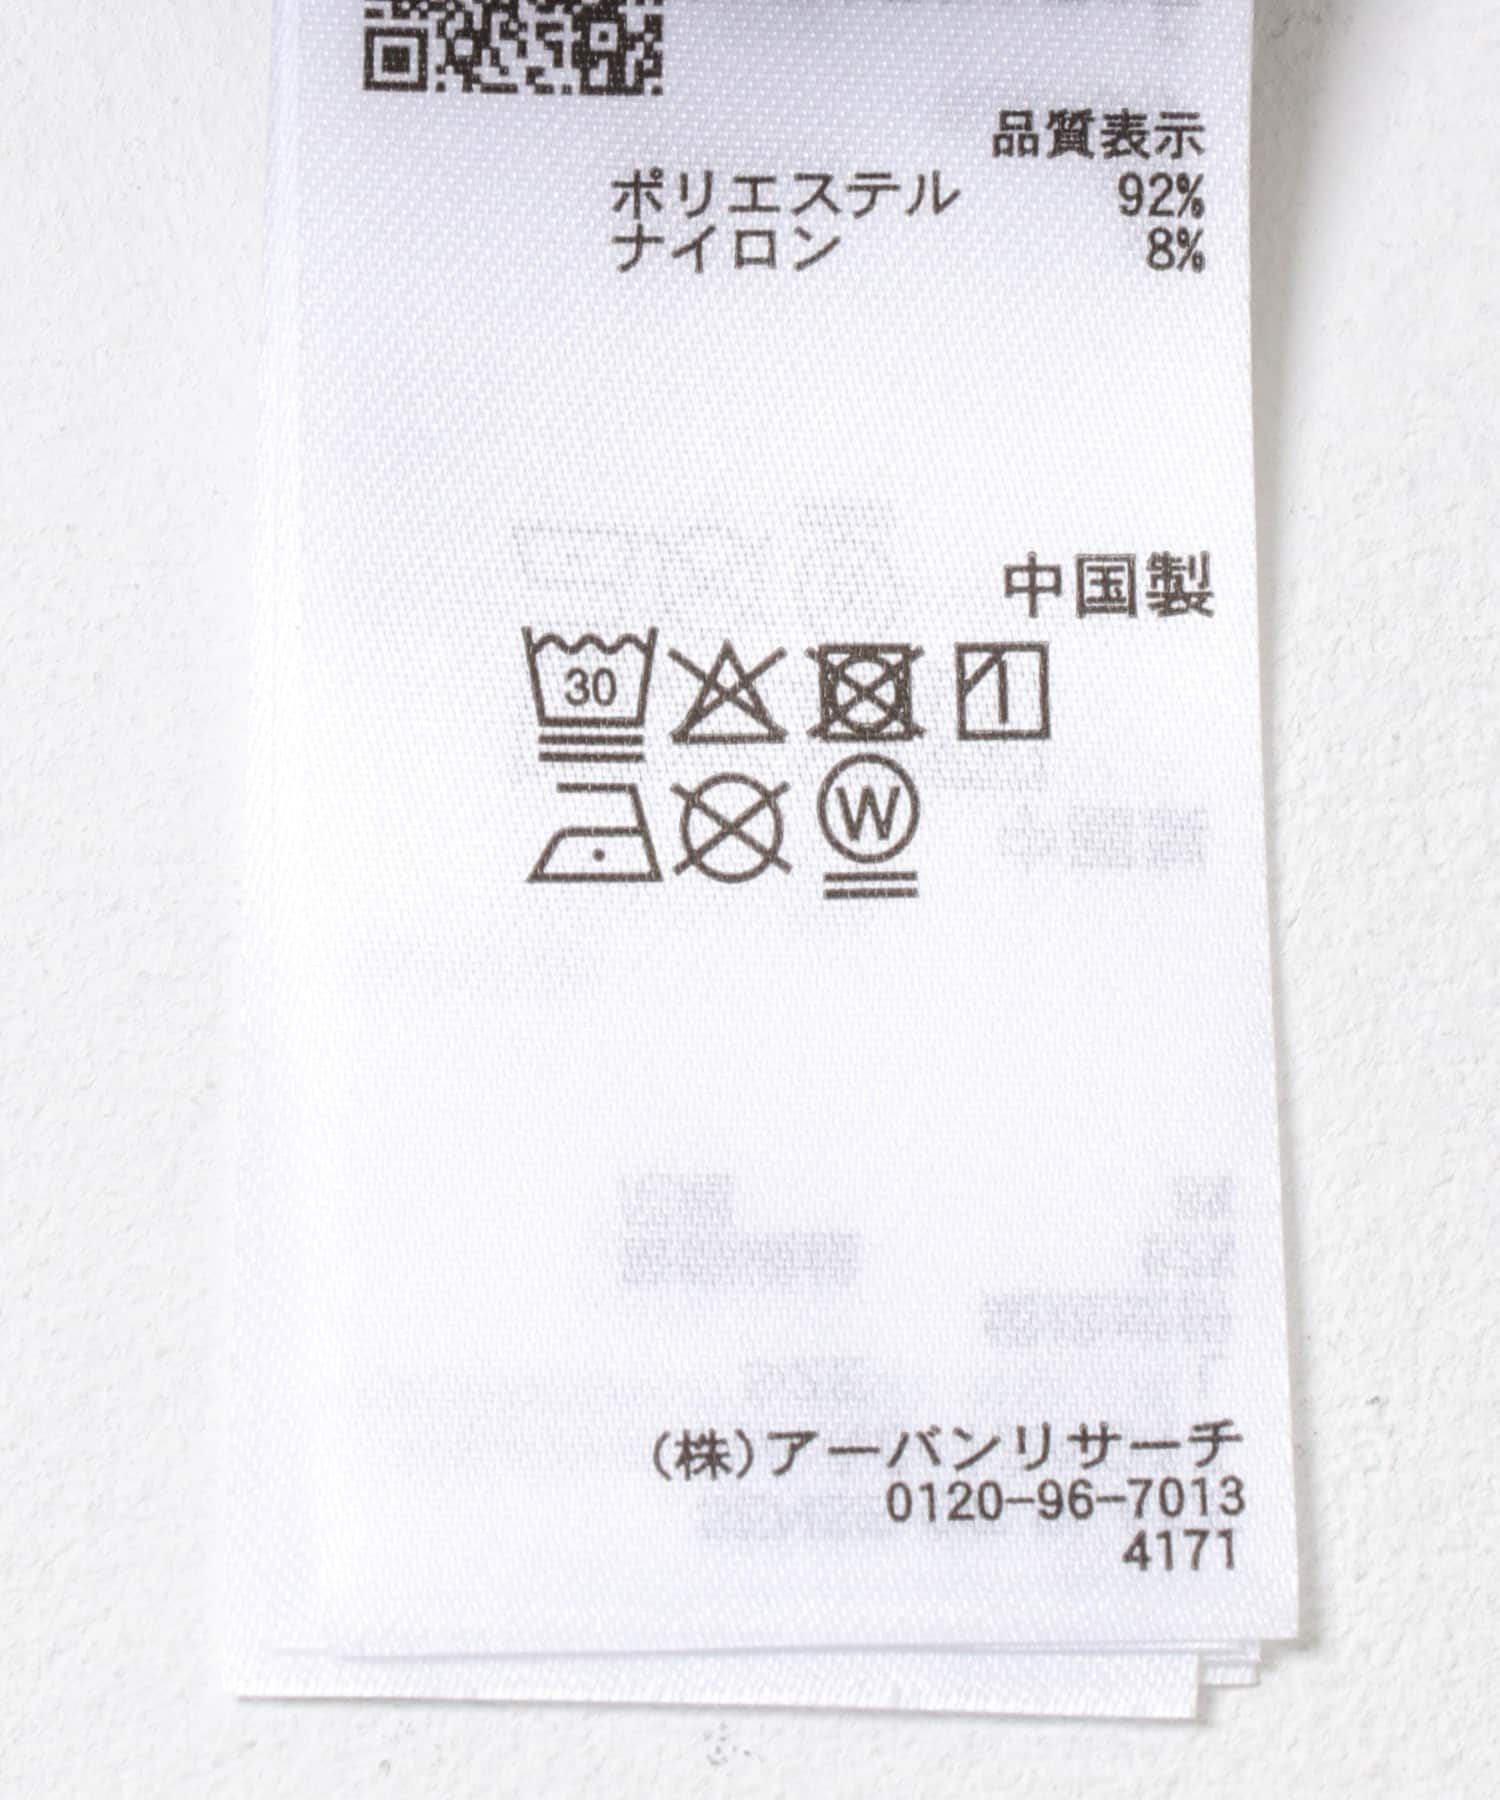 品質表示
ポリエステル 92%
ナイロン 8%
中国製
30
W
(株)アーバンリサーチ
0120-96-7013
4171